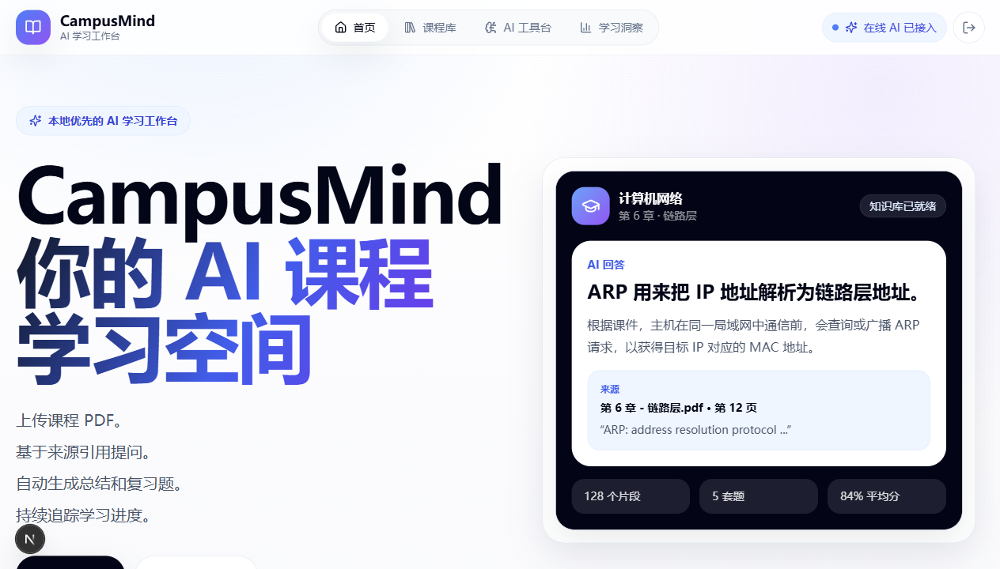 CampusMind
AI 学习工作台
首页
课程库
AI 工具台
学习洞察
在线 AI 已接入
本地优先的 AI 学习工作台
CampusMind
你的 AI 课程
学习空间
上传课程 PDF。
基于来源引用提问。
自动生成总结和复习题。
持续追踪学习进度。
N
计算机网络
第 6 章 · 链路层
知识库已就绪
AI 回答
ARP 用来把 IP 地址解析为链路层地址。
根据课件，主机在同一局域网中通信前，会查询或广播 ARP
请求，以获得目标 IP 对应的 MAC 地址。
来源
第 6 章 - 链路层.pdf • 第 12 页
“ARP: address resolution protocol ...”
128 个片段
5 套题
84% 平均分